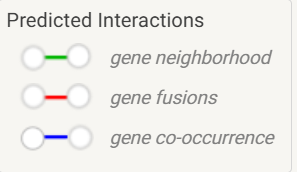 Predicted Interactions
gene neighborhood
gene fusions
gene co-occurrence